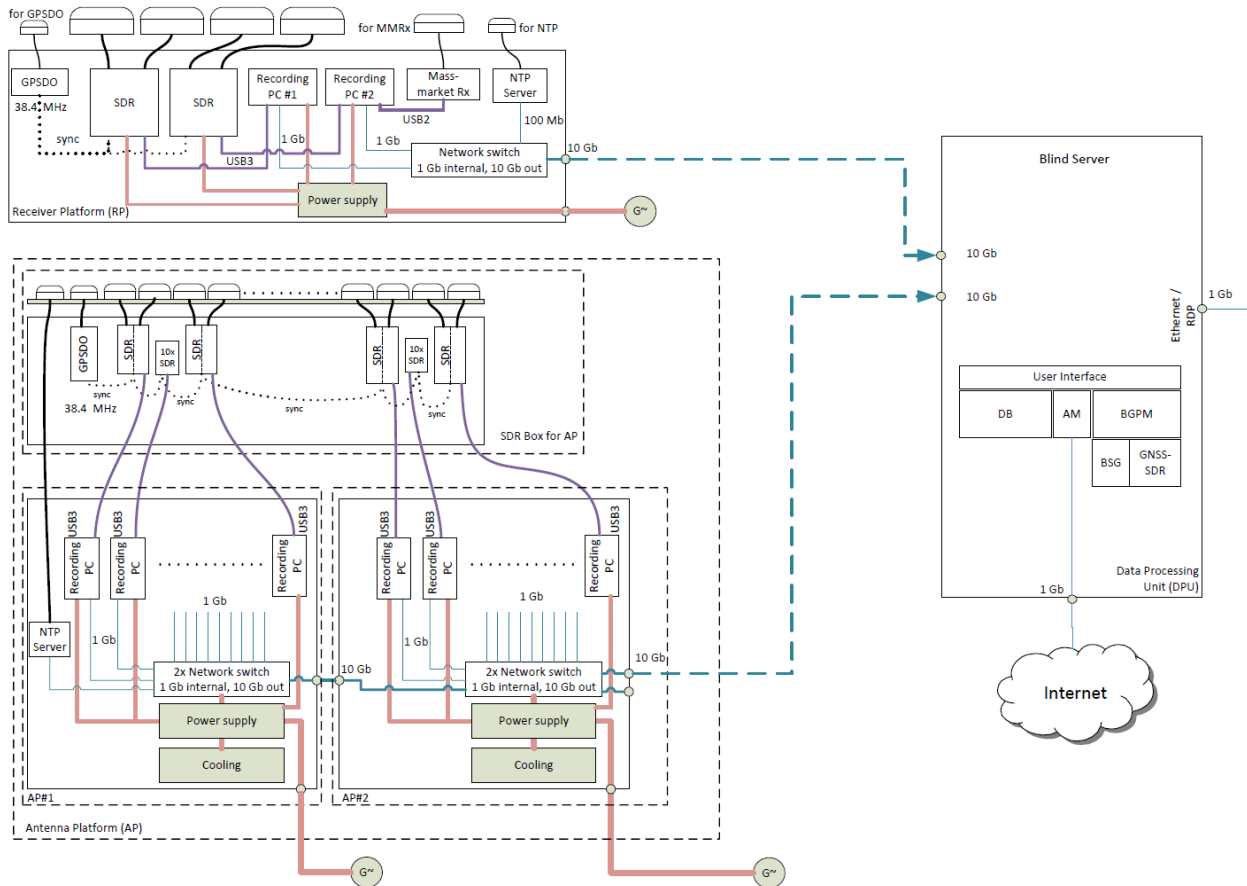 for GPSDO
for MMRx
for NTP
GPSDO
38.4 MHz
sync
SDR
SDR
Recording
PC #1
Recording
PC #2
Mass-
market Rx
NTP
Server
USB2
100 Mb
1 Gb
1 Gb
USB3
Network switch
1 Gb internal, 10 Gb out
10 Gb
Power supply
G~
Receiver Platform (RP)
GPSDO
SDR
10x
SDR
SDR
SDR
10x
SDR
SDR
sync
sync
sync
sync
38.4 MHz
SDR Box for AP
USB3
USB3
Recording
PC
Recording
PC
Recording
PC
1 Gb
1 Gb
NTP
Server
2x Network switch
1 Gb internal, 10 Gb out
10 Gb
Power supply
Cooling
AP#1
USB3
USB3
USB3
Recording
PC
Recording
PC
Recording
PC
1 Gb
1 Gb
2x Network switch
1 Gb internal, 10 Gb out
10 Gb
Power supply
Cooling
AP#2
Antenna Platform (AP)
G~
G~
Blind Server
10 Gb
10 Gb
Ethernet /
RDP
1 Gb
User Interface
DB
AM
BGPM
BSG
GNSS-
SDR
Data Processing
Unit (DPU)
1 Gb
Internet